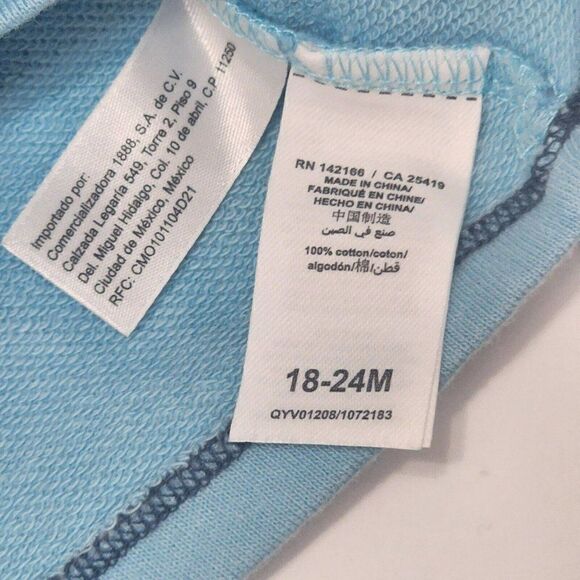 Importado por:
Comercializadora 1888, S.A. de C.V.
Calzada Legaria 549, Torre 2, Piso 9
Del. Miguel Hidalgo, Col. 10 de abril, C.P. 11250
Ciudad de México, México
RFC: CMO101104D21
RN 142166 / CA 25419
MADE IN CHINA/
FABRIQUÉ EN CHINE/
HECHO EN CHINA/
中国制造
صنع في الصين
100% cotton/coton/
algodón/棉/قطن
18-24M
QYV01208/1072183